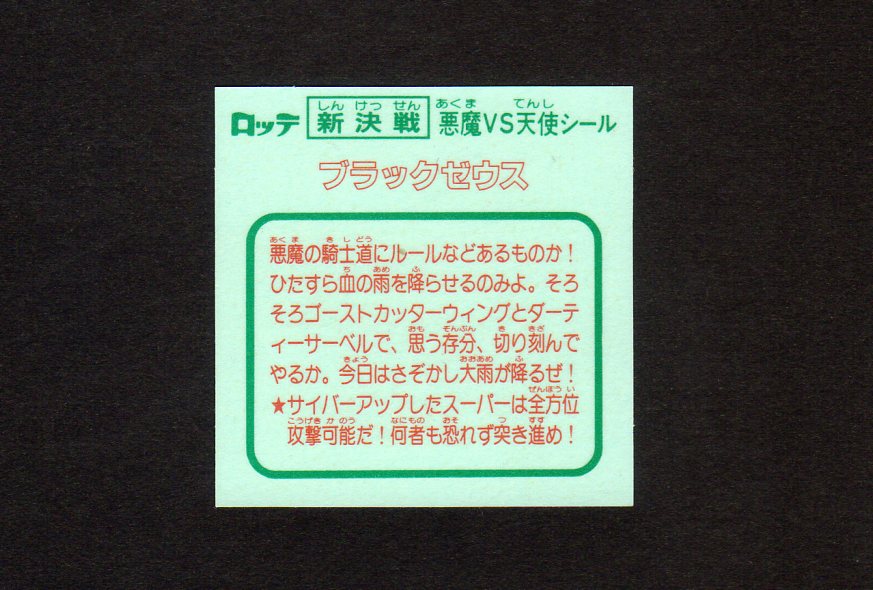 ロッテ 新決戦 悪魔VS天使シール
ブラックゼウス
悪魔の騎士道にルールなどあるものか！
ひたすら血の雨を降らせるのみよ。そろ
そろゴーストカッターウィングとダーテ
ィーサーベルで、思う存分、切り刻んで
やるか。今日はさぞかし大雨が降るぜ！
★サイバーアップしたスーパーは全方位
攻撃可能だ！何者も恐れず突き進め！